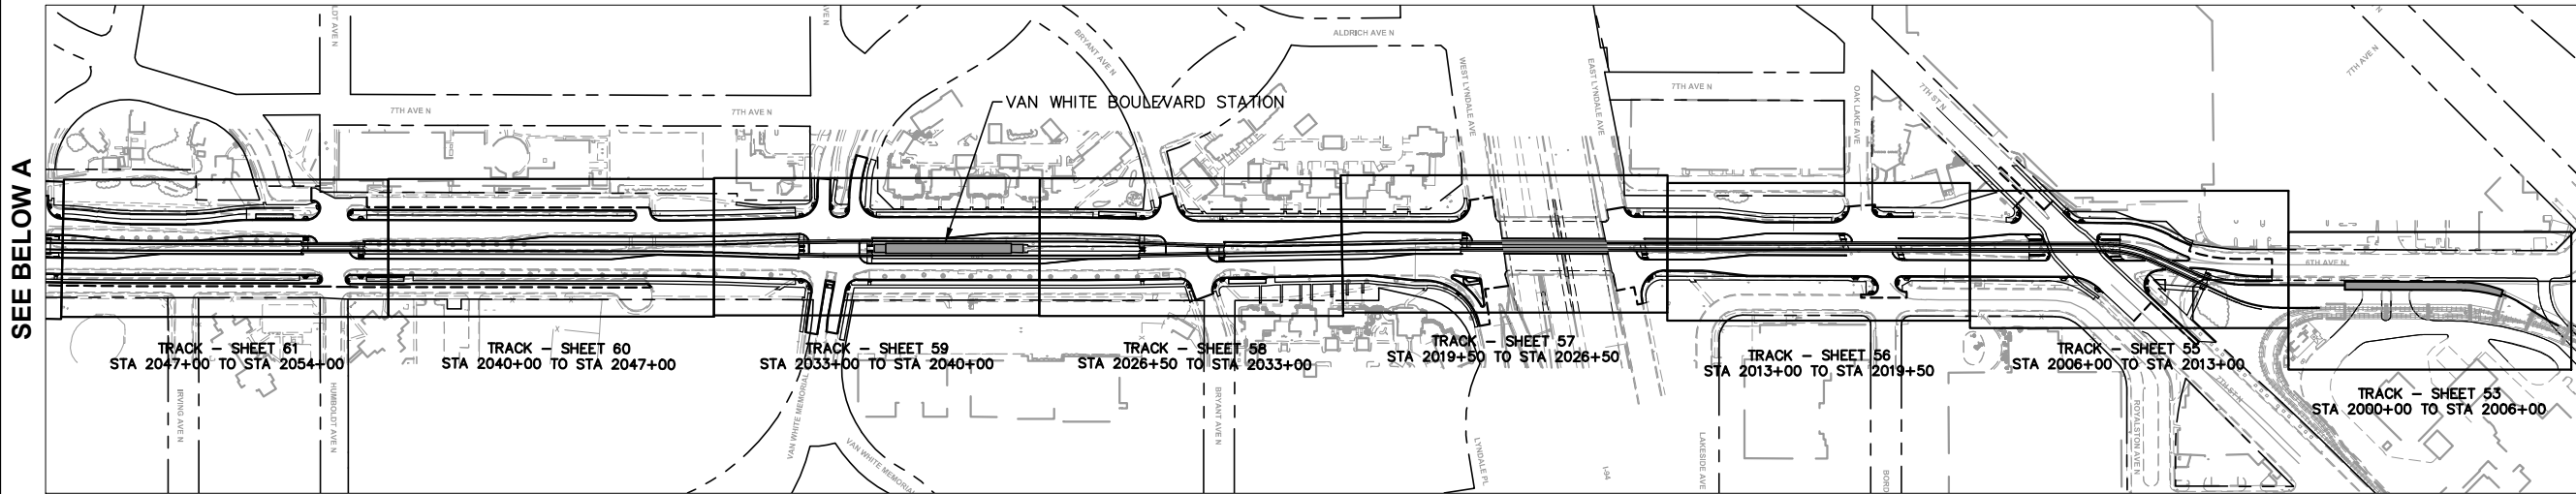 SEE BELOW A
LDT AVE N
VE N
BRYANT AVE N
ALDRICH AVE N
WEST LYNDALE AVE
EAST LYNDALE AVE
7TH AVE N
7TH AVE N
7TH AVE N
7TH AVE N
OAK LAKE AVE
7TH ST N
VAN WHITE BOULEVARD STATION
6TH AVE N
TRACK - SHEET 61
STA 2047+00 TO STA 2054+00
TRACK - SHEET 60
STA 2040+00 TO STA 2047+00
TRACK - SHEET 59
STA 2033+00 TO STA 2040+00
TRACK - SHEET 58
STA 2026+50 TO STA 2033+00
TRACK - SHEET 57
STA 2019+50 TO STA 2026+50
TRACK - SHEET 56
STA 2013+00 TO STA 2019+50
TRACK - SHEET 55
STA 2006+00 TO STA 2013+00
TRACK - SHEET 53
STA 2000+00 TO STA 2006+00
IRVING AVE N
HUMBOLDT AVE N
VAN WHITE MEMORIAL
VAN WHITE MEMORIAL
BRYANT AVE N
LYNDALE PL
I-94
LAKESIDE AVE
BORD
ROYALSTON AVE N
7TH ST N